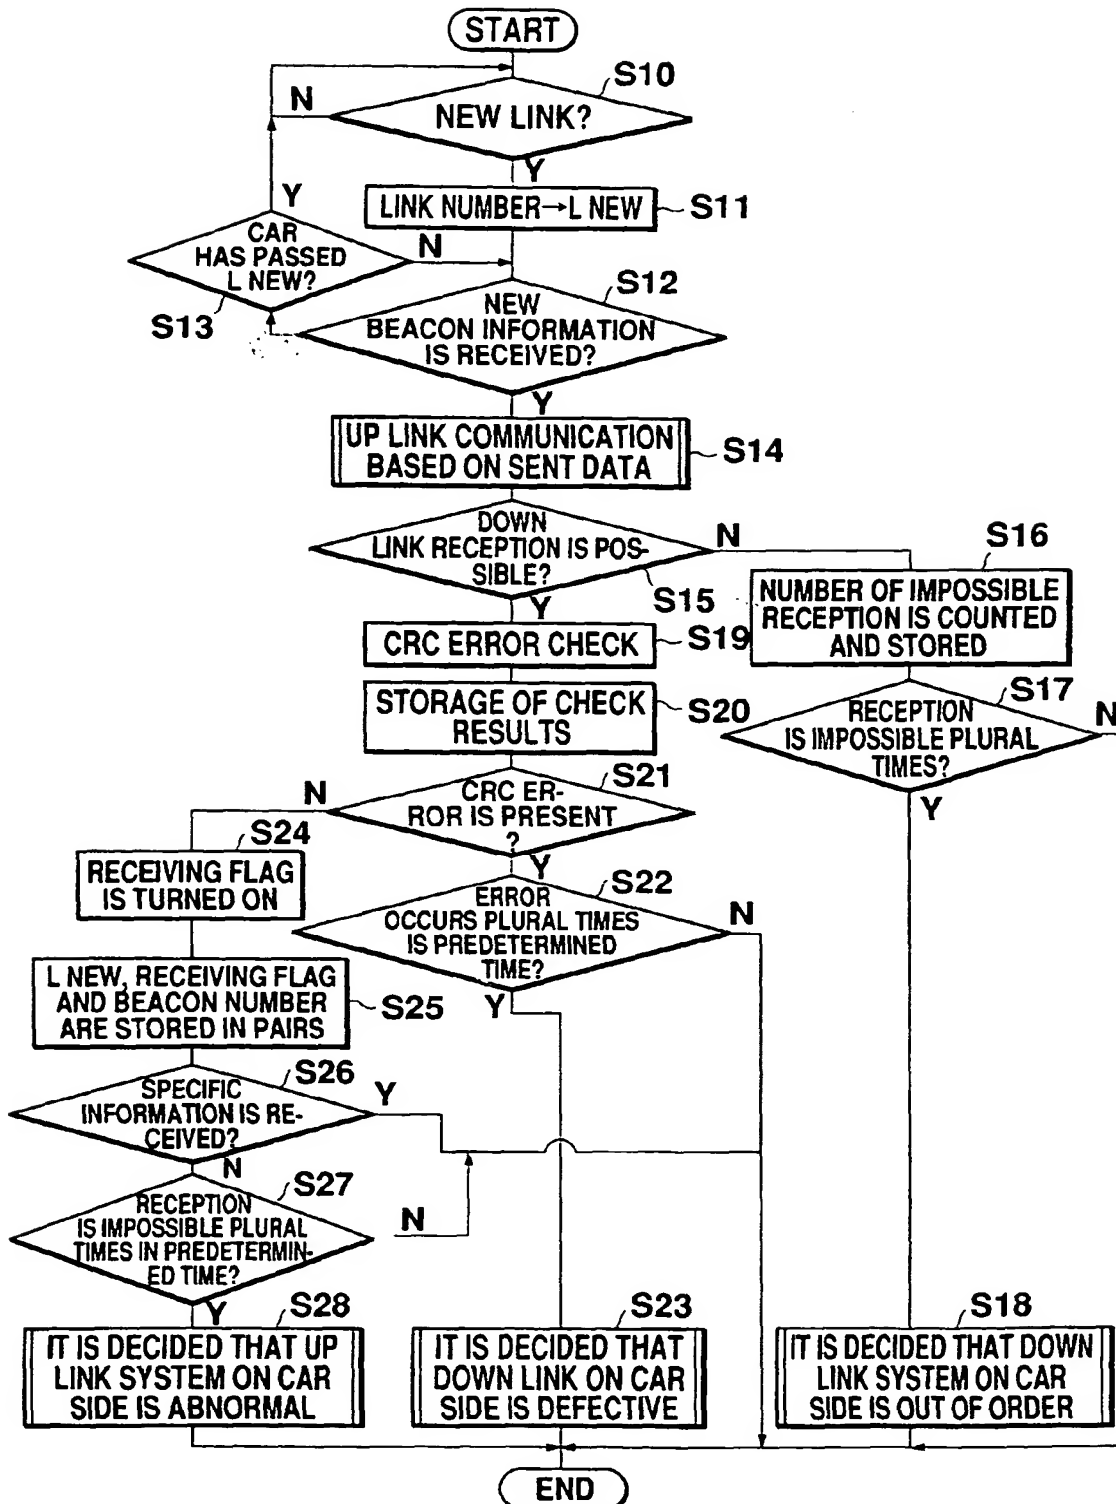 START
S10
N
NEW LINK?
Y
LINK NUMBER→L NEW
S11
Y
CAR
HAS PASSED
L NEW?
N
S13
S12
NEW
BEACON INFORMATION
IS RECEIVED?
Y
UP LINK COMMUNICATION
BASED ON SENT DATA
S14
DOWN
LINK RECEPTION IS POS-
SIBLE?
N
S15
Y
S16
NUMBER OF IMPOSSIBLE
RECEPTION IS COUNTED
AND STORED
CRC ERROR CHECK
S19
STORAGE OF CHECK
RESULTS
S20
S17
RECEPTION
IS IMPOSSIBLE PLURAL
TIMES?
N
Y
S21
N
CRC ER-
ROR IS PRESENT
?
Y
S24
RECEIVING FLAG
IS TURNED ON
S22
ERROR
OCCURS PLURAL TIMES
IS PREDETERMINED
TIME?
N
Y
L NEW, RECEIVING FLAG
AND BEACON NUMBER
ARE STORED IN PAIRS
S25
S26
SPECIFIC
INFORMATION IS RE-
CEIVED?
Y
N
S27
RECEPTION
IS IMPOSSIBLE PLURAL
TIMES IN PREDETERMIN-
ED TIME?
N
Y
S28
IT IS DECIDED THAT UP
LINK SYSTEM ON CAR
SIDE IS ABNORMAL
S23
IT IS DECIDED THAT
DOWN LINK ON CAR
SIDE IS DEFECTIVE
S18
IT IS DECIDED THAT DOWN
LINK SYSTEM ON CAR
SIDE IS OUT OF ORDER
END